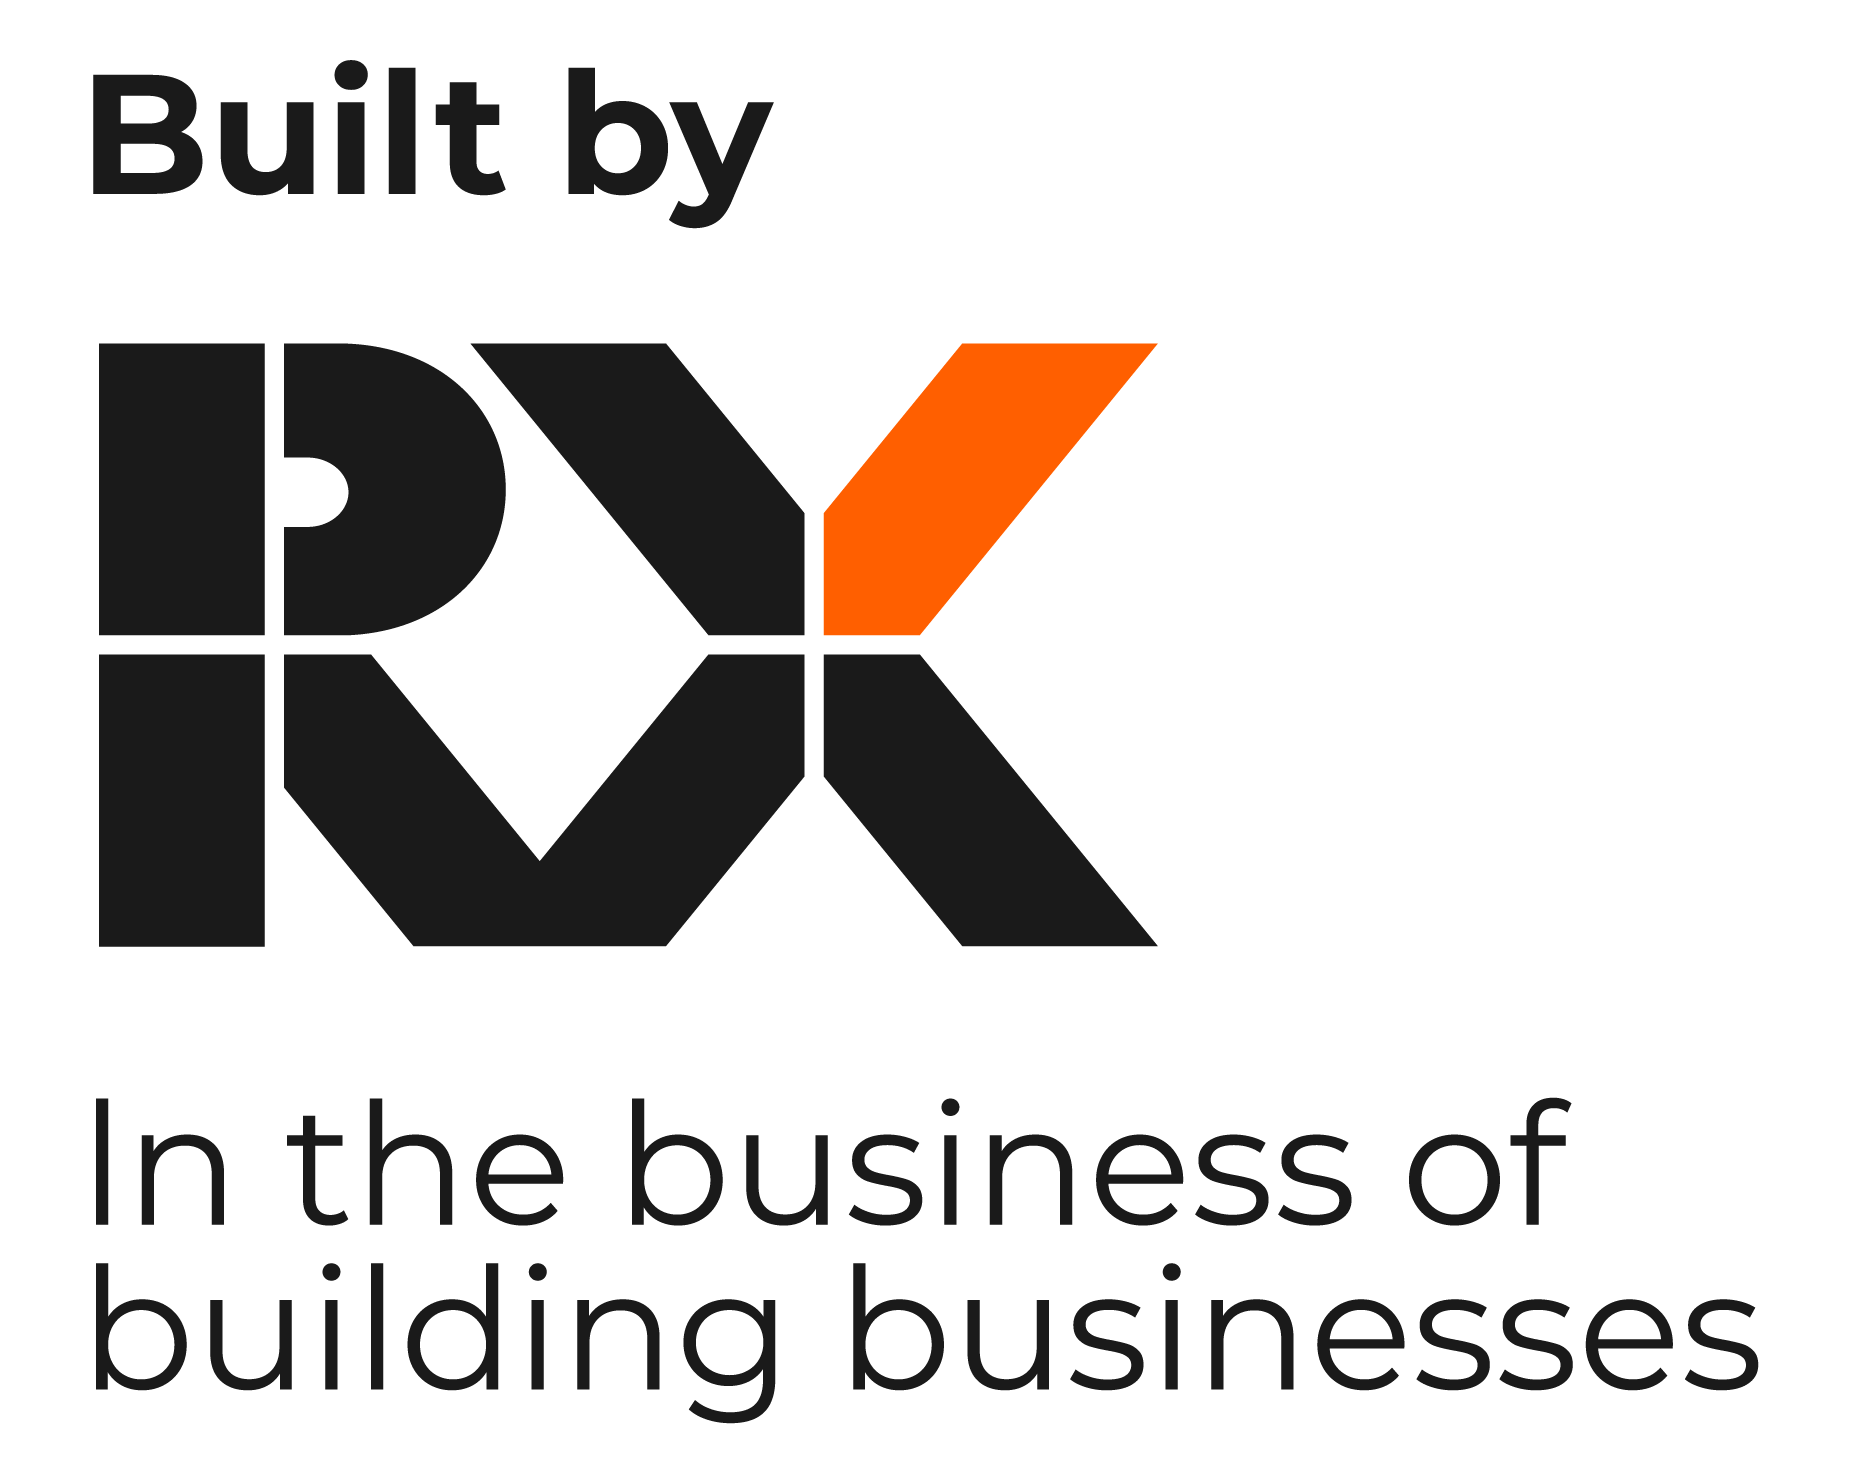 Built by
RX
In the business of
building businesses